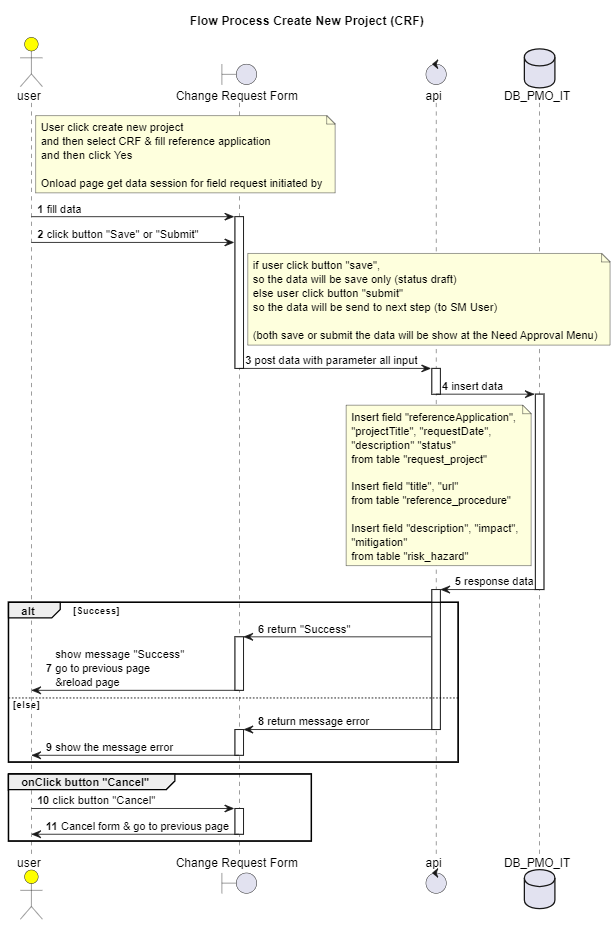 Flow Process Create New Project (CRF)
user
Change Request Form
api
DB_PMO_IT
User click create new project
and then select CRF & fill reference application
and then click Yes
Onload page get data session for field request initiated by
1 fill data
2 click button "Save" or "Submit"
if user click button "save",
so the data will be save only (status draft)
else user click button "submit"
so the data will be send to next step (to SM User)
(both save or submit the data will be show at the Need Approval Menu)
3 post data with parameter all input
4 insert data
Insert field "referenceApplication",
"projectTitle", "requestDate",
"description" "status"
from table "request_project"
Insert field "title", "url"
from table "reference_procedure"
Insert field "description", "impact",
"mitigation"
from table "risk_hazard"
5 response data
alt [Success]
6 return "Success"
show message "Success"
7 go to previous page
&reload page
[else]
8 return message error
9 show the message error
onClick button "Cancel"
10 click button "Cancel"
11 Cancel form & go to previous page
user
Change Request Form
api
DB_PMO_IT